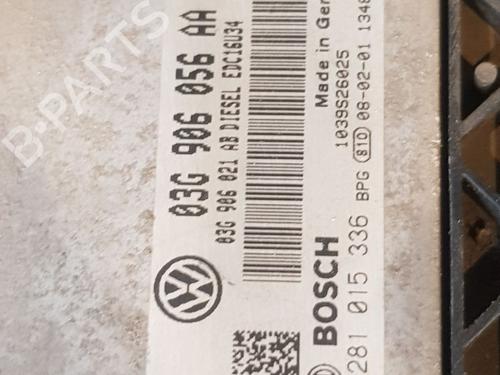 03G 906 056 AA
03G 906 021 AB DIESEL EDC16U34
Made in Ger
1039S26025
BOSCH
281 015 336 BPG 810 08-02-01 1348
B-PARTS